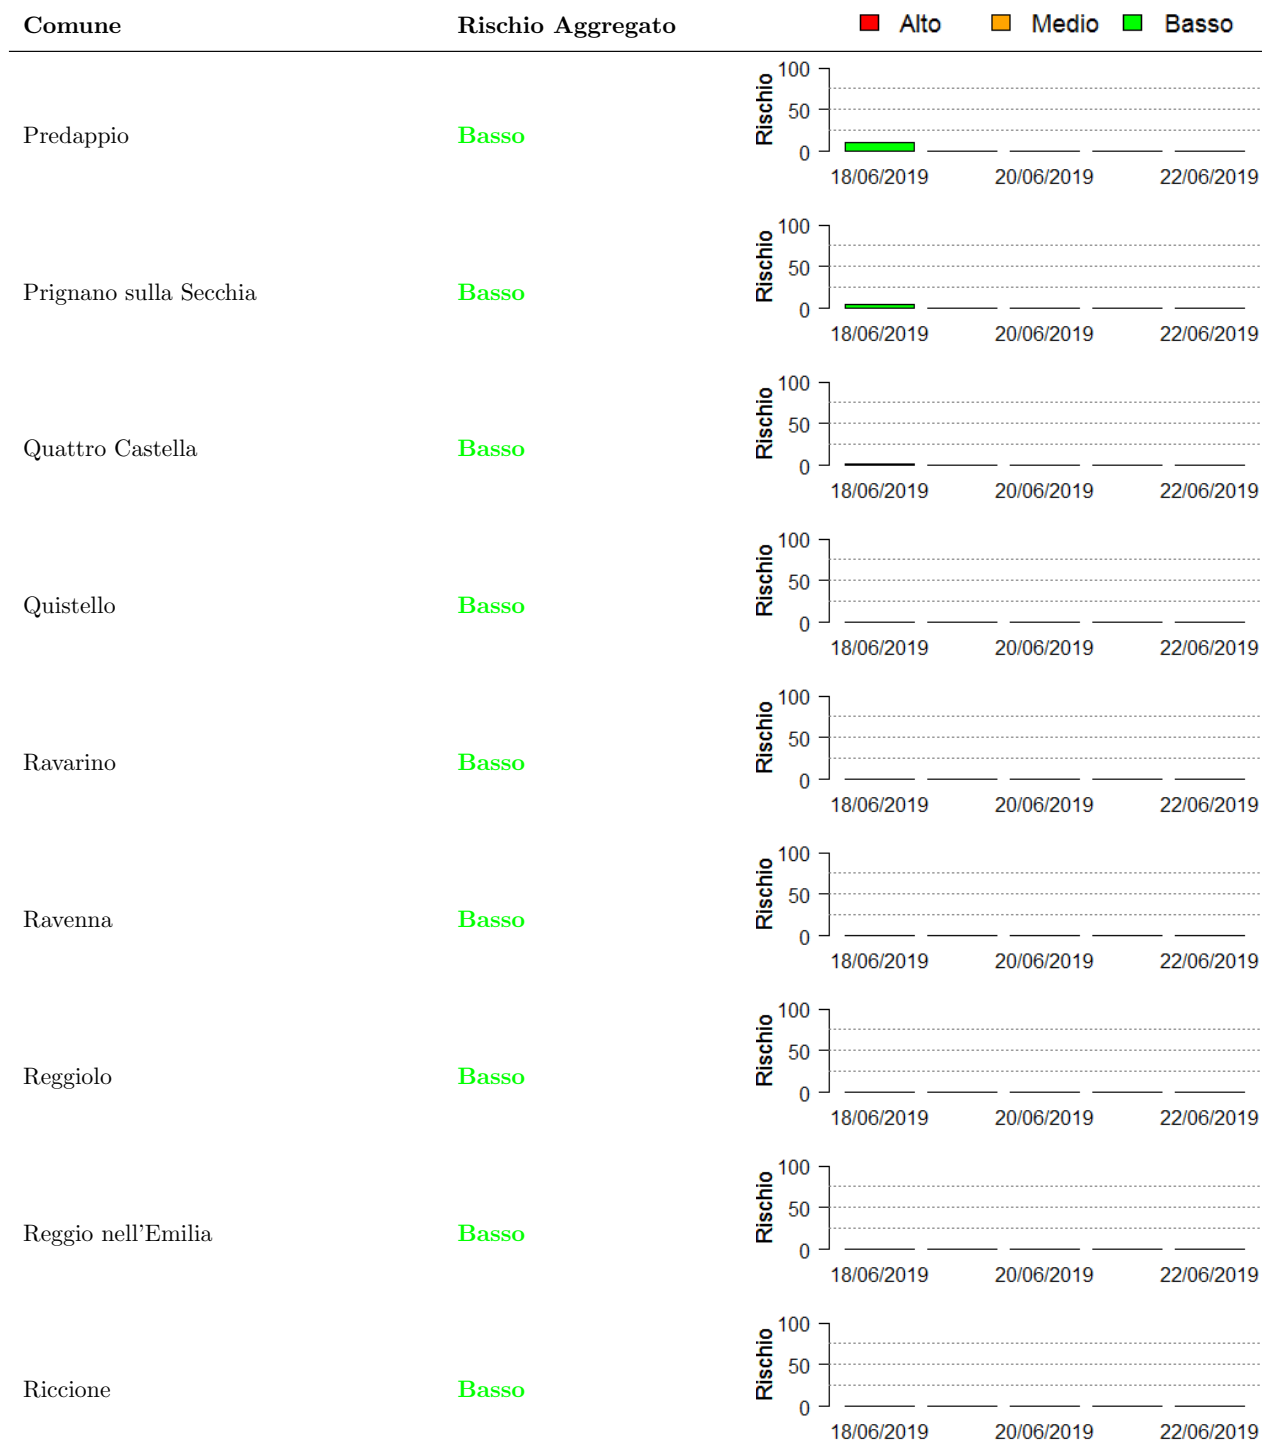 Comune Rischio Aggregato Alto Medio Basso
Predappio Basso
Rischio
100
50
0
18/06/2019 20/06/2019 22/06/2019
Prignano sulla Secchia Basso
Rischio
100
50
0
18/06/2019 20/06/2019 22/06/2019
Quattro Castella Basso
Rischio
100
50
0
18/06/2019 20/06/2019 22/06/2019
Quistello Basso
Rischio
100
50
0
18/06/2019 20/06/2019 22/06/2019
Ravarino Basso
Rischio
100
50
0
18/06/2019 20/06/2019 22/06/2019
Ravenna Basso
Rischio
100
50
0
18/06/2019 20/06/2019 22/06/2019
Reggiolo Basso
Rischio
100
50
0
18/06/2019 20/06/2019 22/06/2019
Reggio nell'Emilia Basso
Rischio
100
50
0
18/06/2019 20/06/2019 22/06/2019
Riccione Basso
Rischio
100
50
0
18/06/2019 20/06/2019 22/06/2019